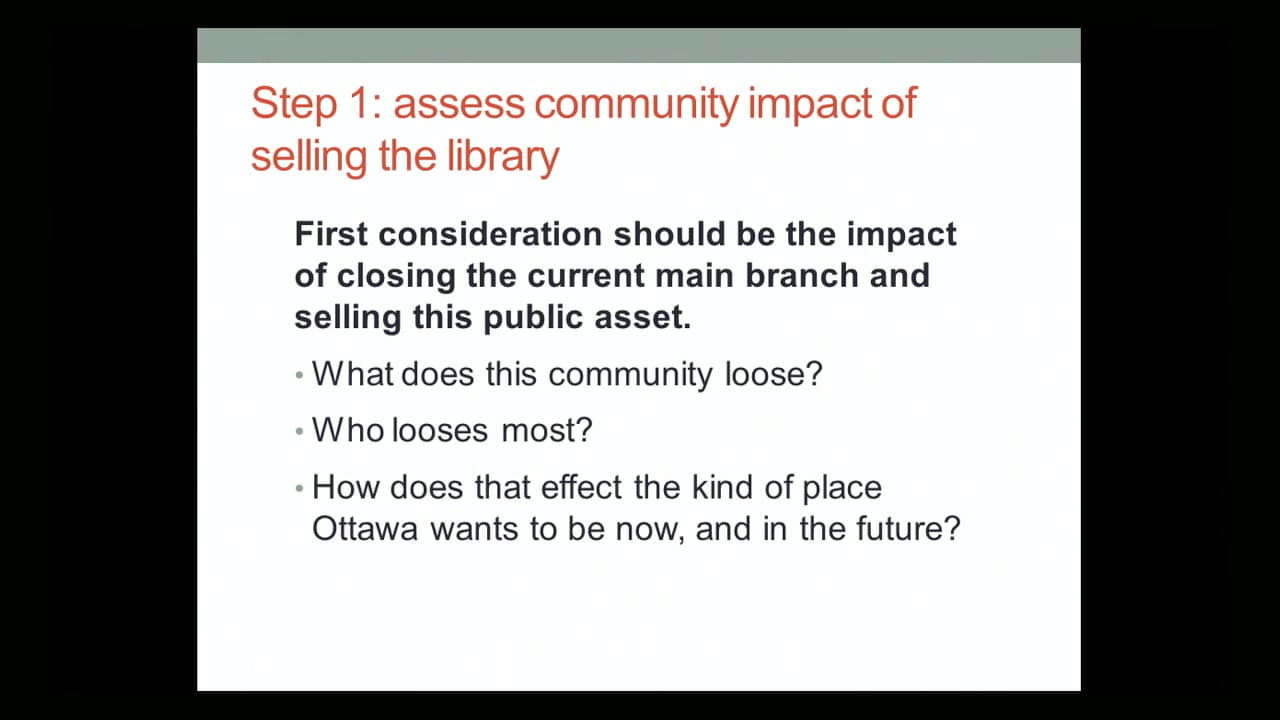 Step 1: assess community impact of
selling the library
First consideration should be the impact
of closing the current main branch and
selling this public asset.
• What does this community loose?
• Who looses most?
• How does that effect the kind of place
Ottawa wants to be now, and in the future?